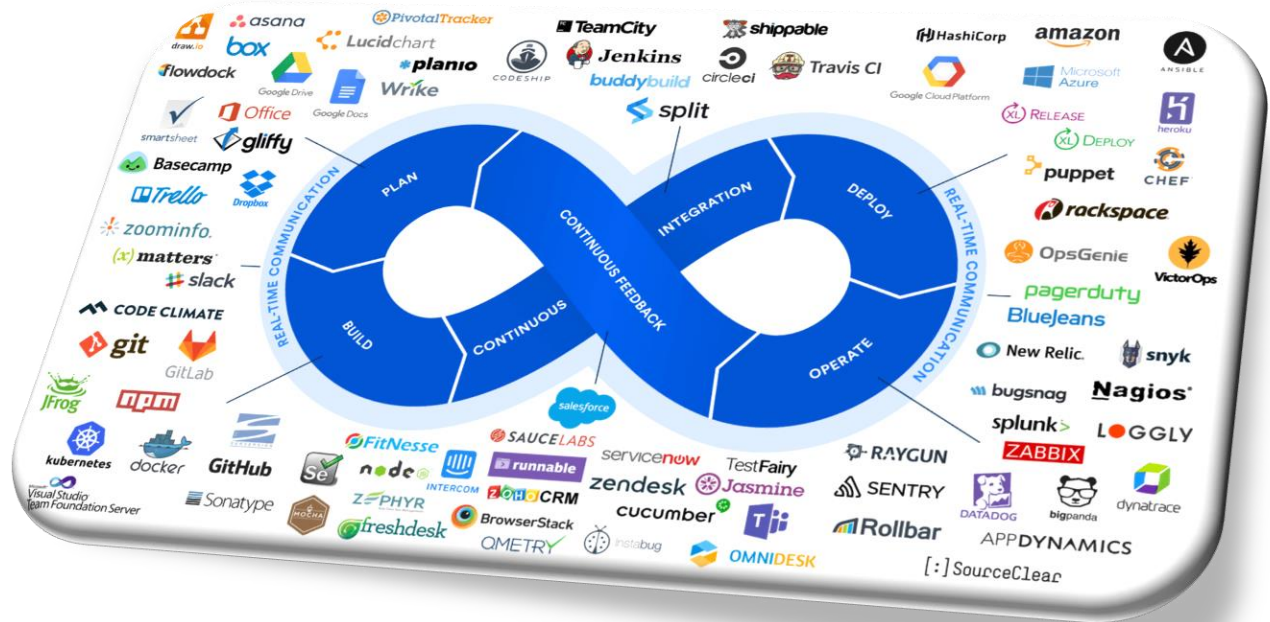 draw.io
asana
PivotalTracker
TeamCity
shippable
HashiCorp
amazon
ANSIBLE
box
Lucidchart
CODESHIP
Jenkins
circleci
Travis CI
Google Cloud Platform
Microsoft
Azure
flowdock
Google Drive
Google Docs
planio
Wrike
buddybuild
split
XL RELEASE
heroku
smartsheet
Office
gliffy
XL DEPLOY
puppet
CHEF
Basecamp
Trello
Dropbox
rackspace
zoominfo.
(x) matters
slack
OpsGenie
VictorOps
pagerduty
BlueJeans
REAL-TIME COMMUNICATION
PLAN
BUILD
CONTINUOUS
INTEGRATION
CONTINUOUS FEEDBACK
DEPLOY
OPERATE
REAL-TIME COMMUNICATION
CODE CLIMATE
git
GitLab
New Relic.
snyk
JFrog
npm
salesforce
bugsnag
Nagios
splunk>
LOGGLY
ZABBIX
kubernetes
docker
GitHub
FitNesse
SAUCELABS
servicenow
TestFairy
RAYGUN
Se
node
INTERCOM
runnable
zendesk
Jasmine
SENTRY
DATADOG
bigpanda
dynatrace
Visual Studio
Team Foundation Server
Sonatype
MOCHA
ZEPHYR
ZOHO CRM
cucumber
freshdesk
BrowserStack
Rollbar
APPDYNAMICS
QMETRY
instabug
OMNIDESK
[:] SourceClear